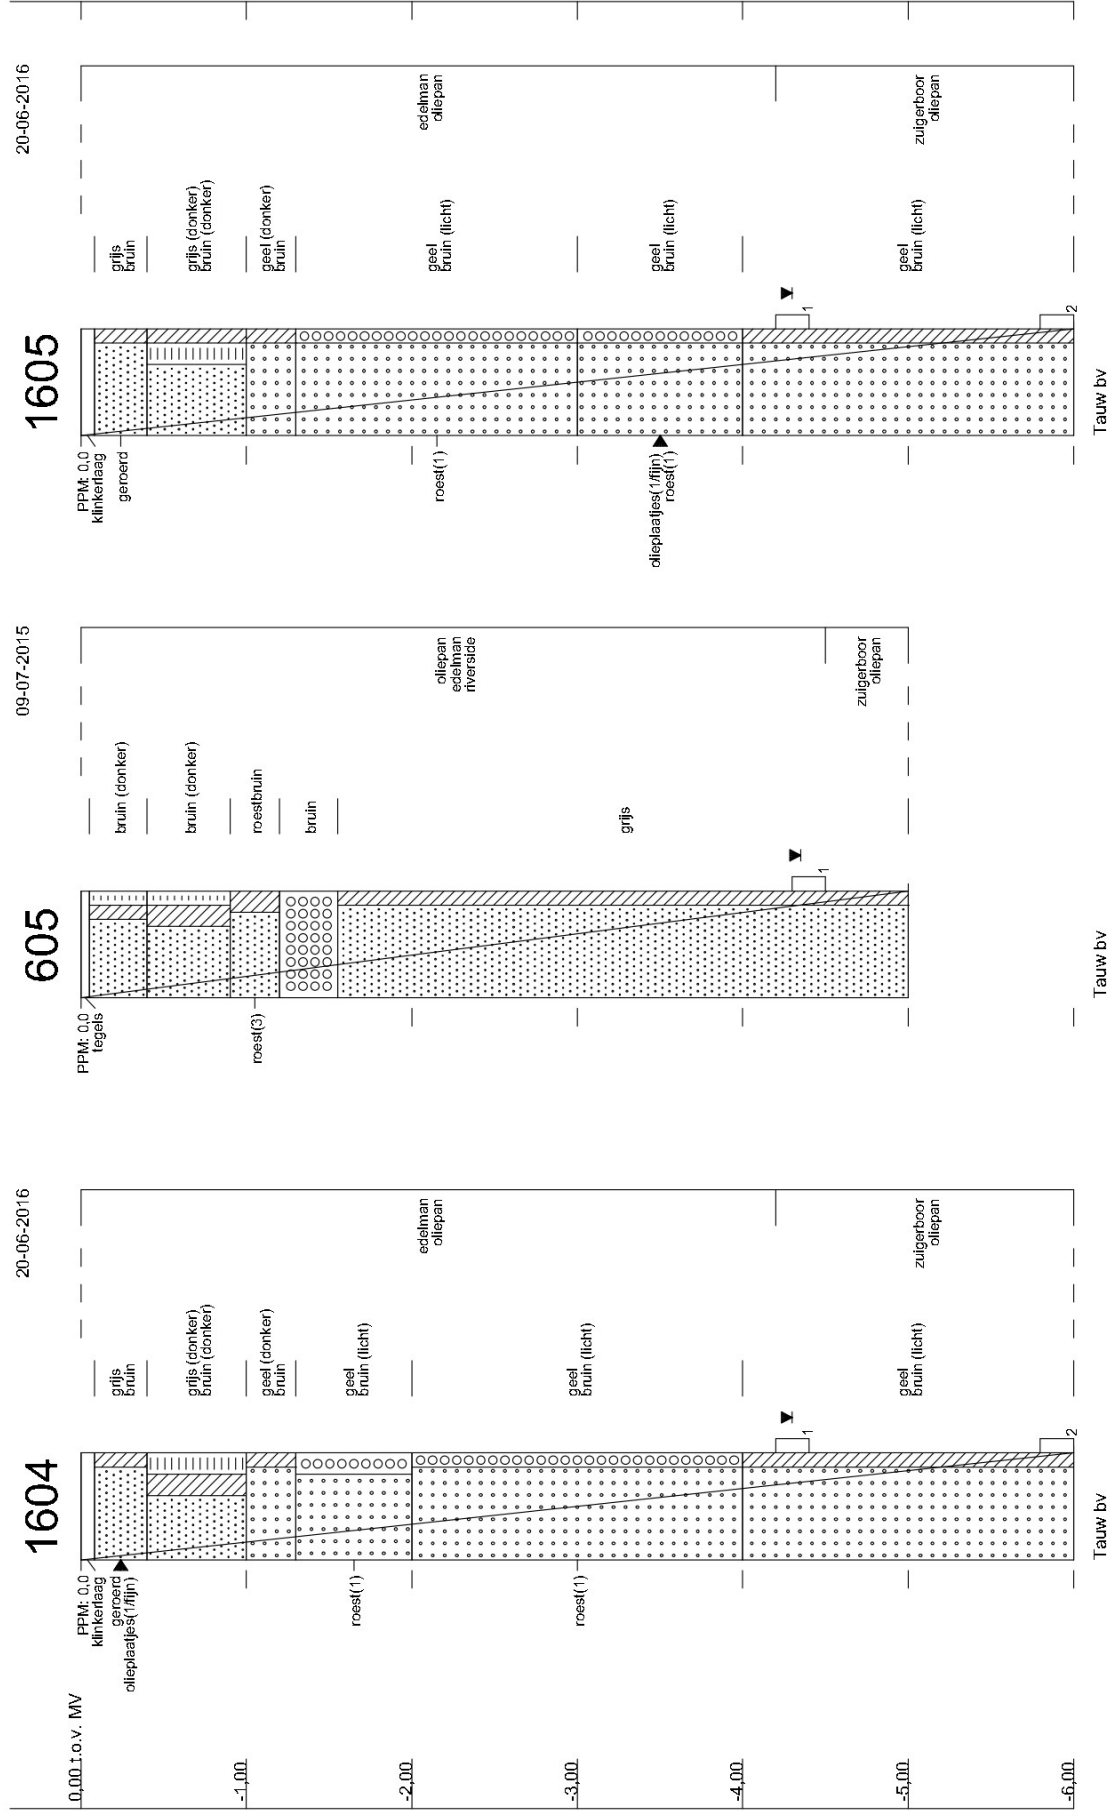 0,00 t.o.v. MV
-1,00
-2,00
-3,00
-4,00
-5,00
-6,00
1604
20-06-2016
PPM: 0,0
klinkerlaag
geroerd
olieplaatjes(1/fijn)
roest(1)
roest(1)
grijs
bruin
grijs (donker)
bruin (donker)
geel (donker)
bruin
geel
bruin (licht)
geel
bruin (licht)
geel
bruin (licht)
1
2
edelman
oliepan
zuigerboor
oliepan
Tauw bv
605
09-07-2015
PPM: 0,0
tegels
roest(3)
bruin (donker)
bruin (donker)
roestbruin
bruin
grijs
1
oliepan
edelman
riverside
zuigerboor
oliepan
Tauw bv
1605
20-06-2016
PPM: 0,0
klinkerlaag
geroerd
roest(1)
olieplaatjes(1/fijn)
roest(1)
grijs
bruin
grijs (donker)
bruin (donker)
geel (donker)
bruin
geel
bruin (licht)
geel
bruin (licht)
geel
bruin (licht)
1
2
edelman
oliepan
zuigerboor
oliepan
Tauw bv